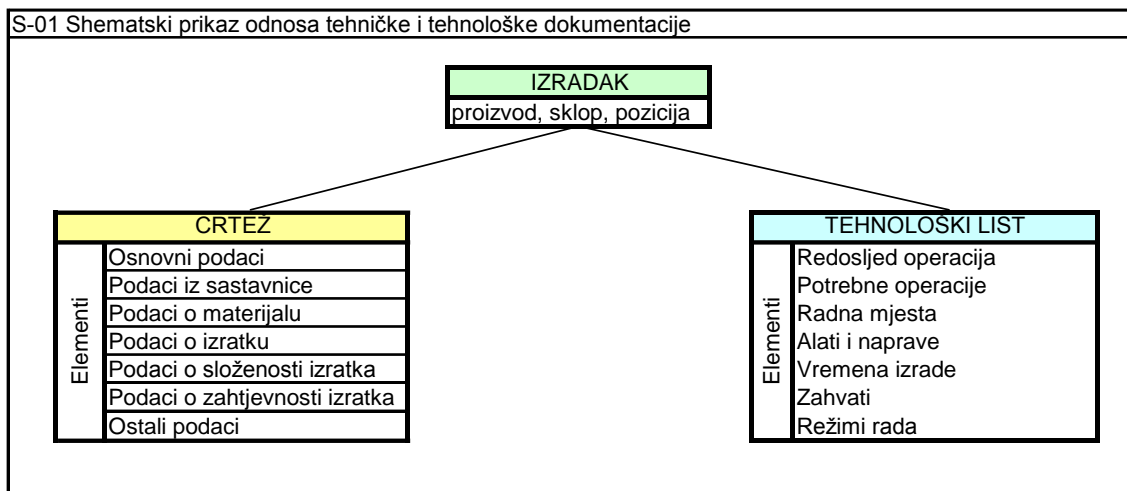 S-01 Shematski prikaz odnosa tehničke i tehnološke dokumentacije
IZRADAK
proizvod, sklop, pozicija
CRTEŽ
Elementi
Osnovni podaci
Podaci iz sastavnice
Podaci o materijalu
Podaci o izratku
Podaci o složenosti izratka
Podaci o zahtjevnosti izratka
Ostali podaci
TEHNOLOŠKI LIST
Elementi
Redosljed operacija
Potrebne operacije
Radna mjesta
Alati i naprave
Vremena izrade
Zahvati
Režimi rada